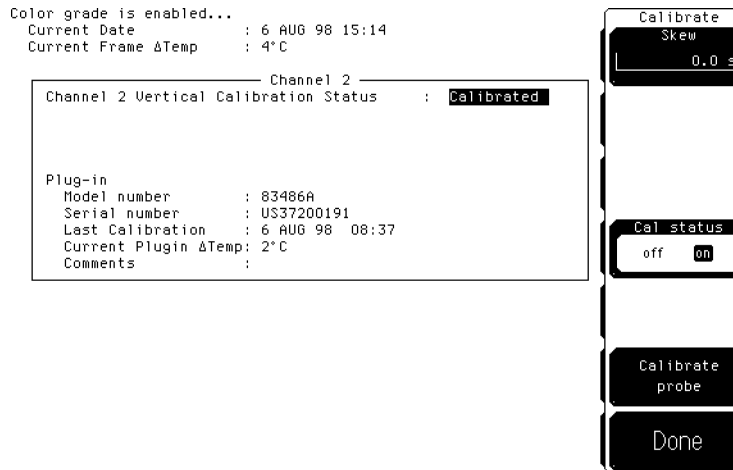 Color grade is enabled...
Current Date : 6 AUG 98 15:14
Current Frame ΔTemp : 4°C
Channel 2
Channel 2 Vertical Calibration Status : Calibrated
Plug-in
Model number : 83486A
Serial number : US37200191
Last Calibration : 6 AUG 98 08:37
Current Plugin ΔTemp: 2°C
Comments :
Calibrate
Skew
0.0 s
Cal status
off on
Calibrate
probe
Done